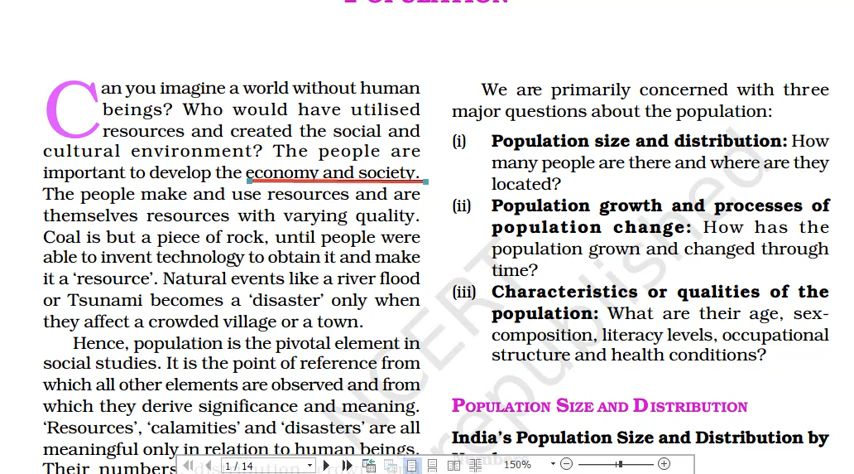 POPULATION
Can you imagine a world without human
beings? Who would have utilised
resources and created the social and
cultural environment? The people are
important to develop the economy and society.
The people make and use resources and are
themselves resources with varying quality.
Coal is but a piece of rock, until people were
able to invent technology to obtain it and make
it a ‘resource’. Natural events like a river flood
or Tsunami becomes a ‘disaster’ only when
they affect a crowded village or a town.
Hence, population is the pivotal element in
social studies. It is the point of reference from
which all other elements are observed and from
which they derive significance and meaning.
‘Resources’, ‘calamities’ and ‘disasters’ are all
meaningful only in relation to human beings.
Their numbers, distribution
We are primarily concerned with three
major questions about the population:
(i) Population size and distribution: How
many people are there and where are they
located?
(ii) Population growth and processes of
population change: How has the
population grown and changed through
time?
(iii) Characteristics or qualities of the
population: What are their age, sex-
composition, literacy levels, occupational
structure and health conditions?
POPULATION SIZE AND DISTRIBUTION
India’s Population Size and Distribution by
NCERT
republished
1 / 14
150%